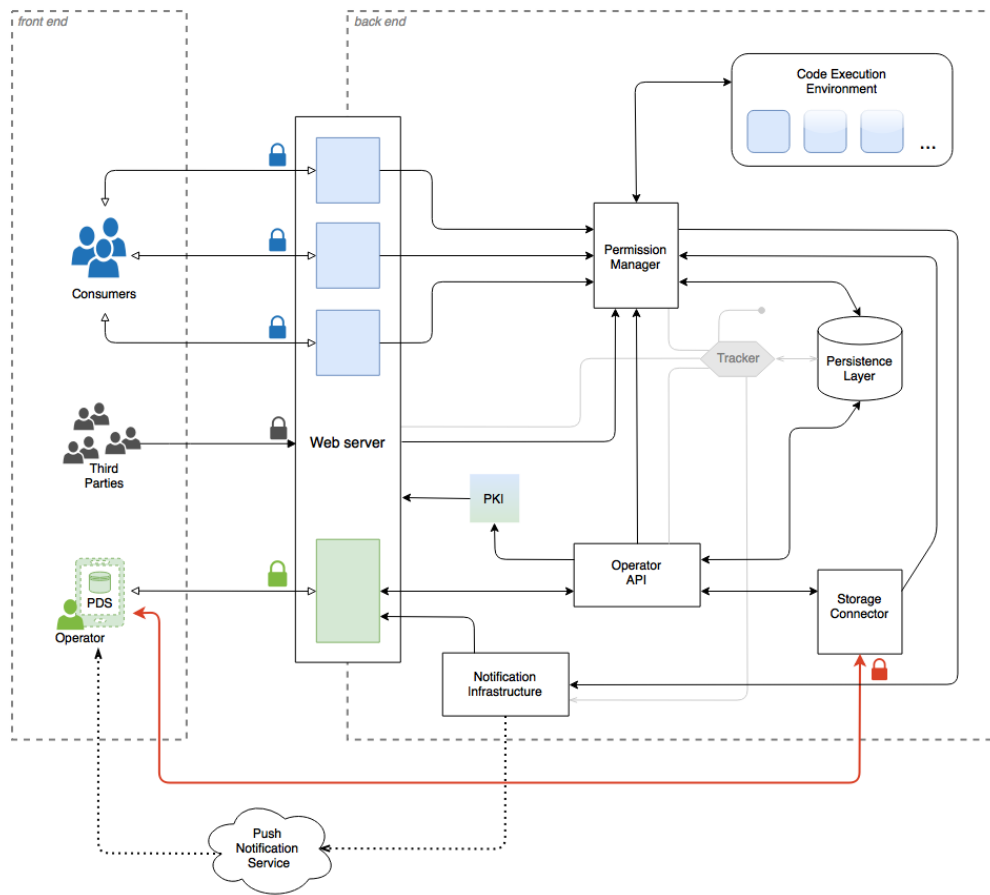 front end
back end
Code Execution
Environment
...
Permission
Manager
Consumers
Tracker
Persistence
Layer
Web server
Third
Parties
PKI
Operator
API
PDS
Operator
Storage
Connector
Notification
Infrastructure
Push
Notification
Service